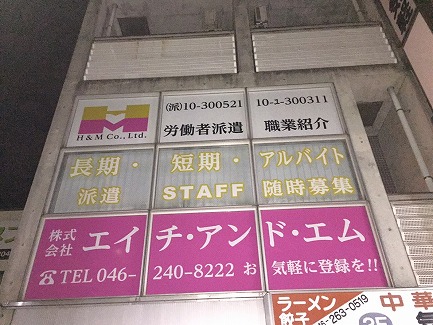 H&M Co., Ltd.
(派)10-300521
労働者派遣
10-ユ-300311
職業紹介
長期・短期・アルバイト
派遣 STAFF 随時募集
株式会社 エイチ・アンド・エム
☎TEL 046-240-8222 お気軽に登録を!!
ラーメン
餃子
中華
263-0519